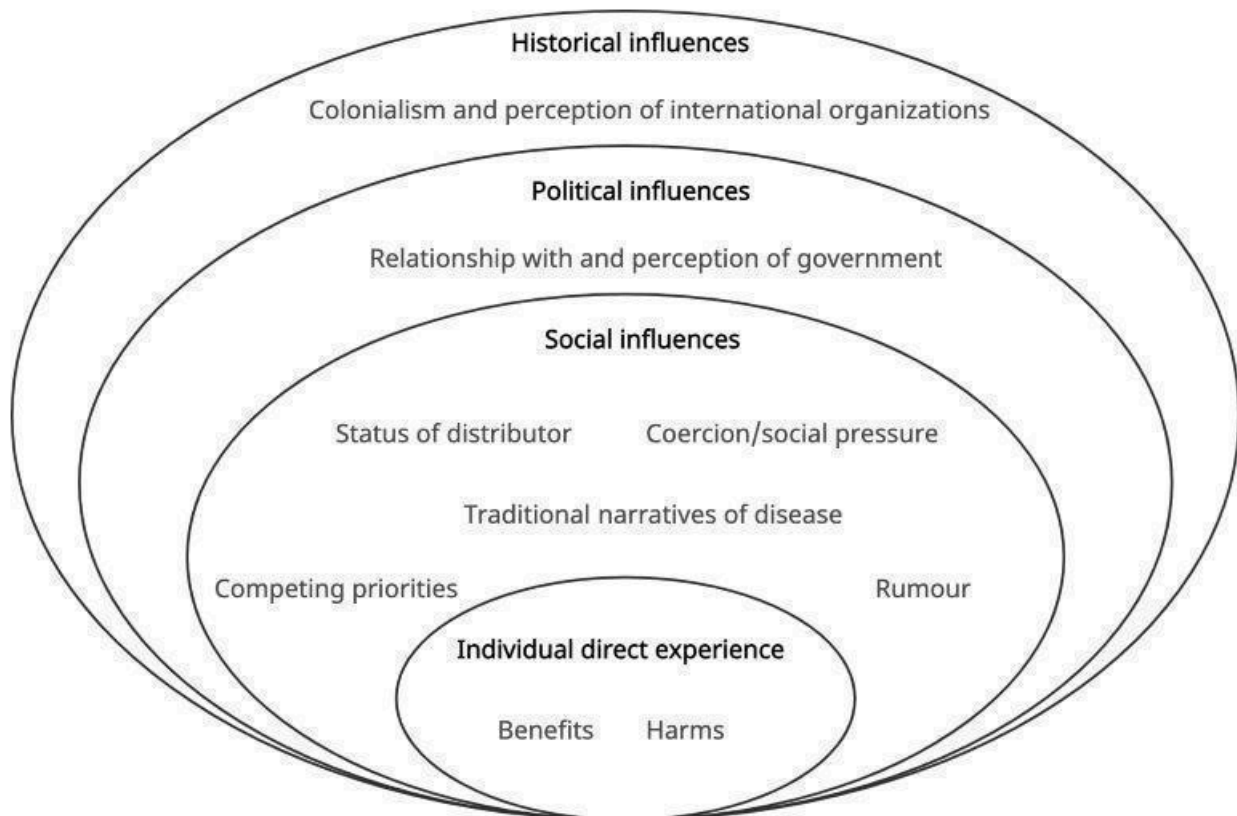 Historical influences
Colonialism and perception of international organizations
Political influences
Relationship with and perception of government
Social influences
Status of distributor Coercion/social pressure
Traditional narratives of disease
Competing priorities Rumour
Individual direct experience
Benefits Harms